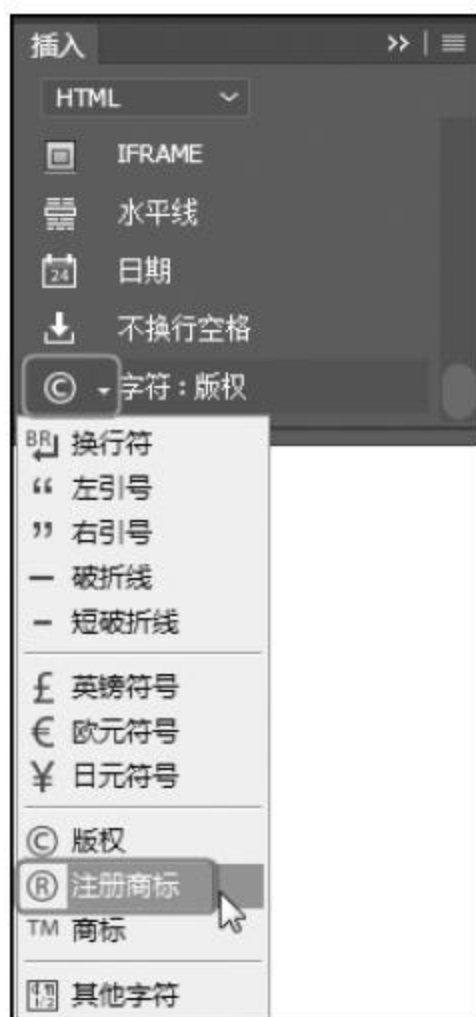 插入
HTML
IFRAME
水平线
24 日期
不换行空格
© 字符：版权
BR 换行符
“ 左引号
” 右引号
— 破折线
– 短破折线
£ 英镑符号
€ 欧元符号
¥ 日元符号
© 版权
® 注册商标
TM 商标
其他字符